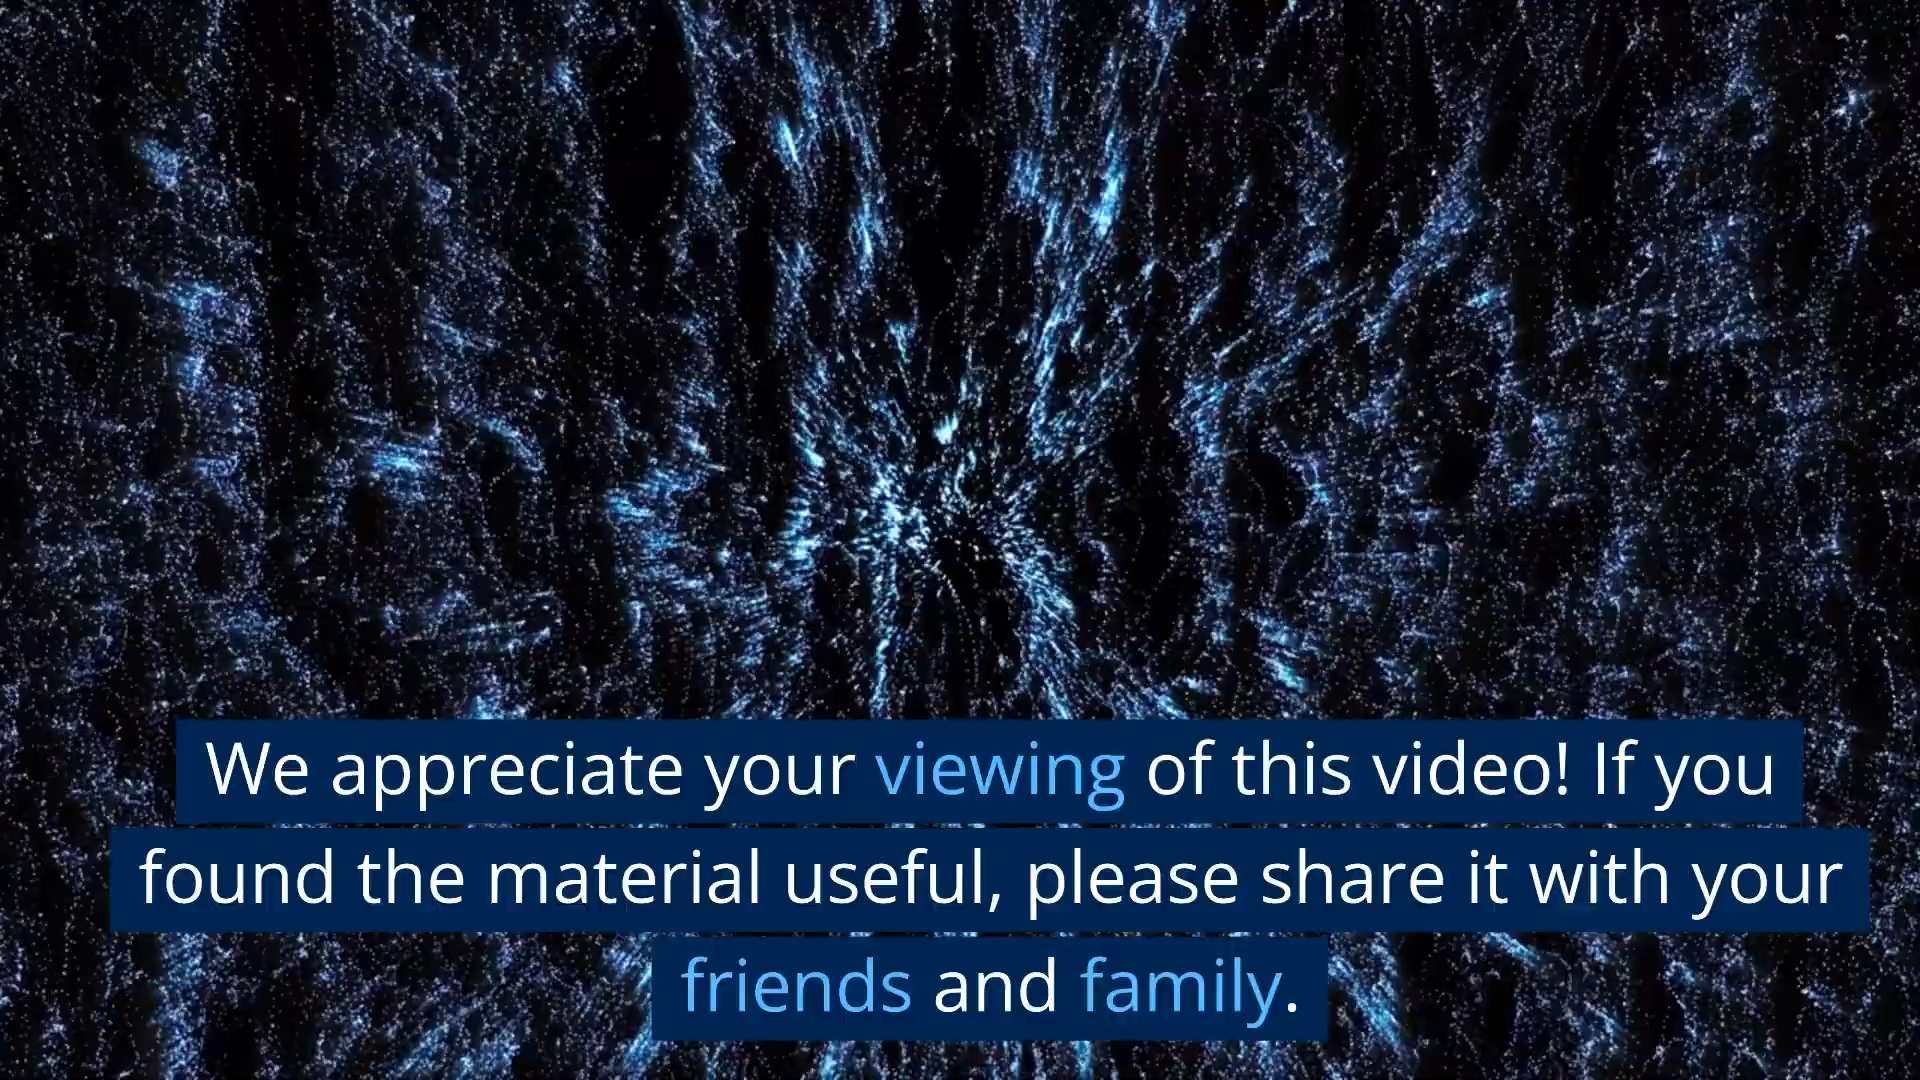 We appreciate your viewing of this video! If you
found the material useful, please share it with your
friends and family.